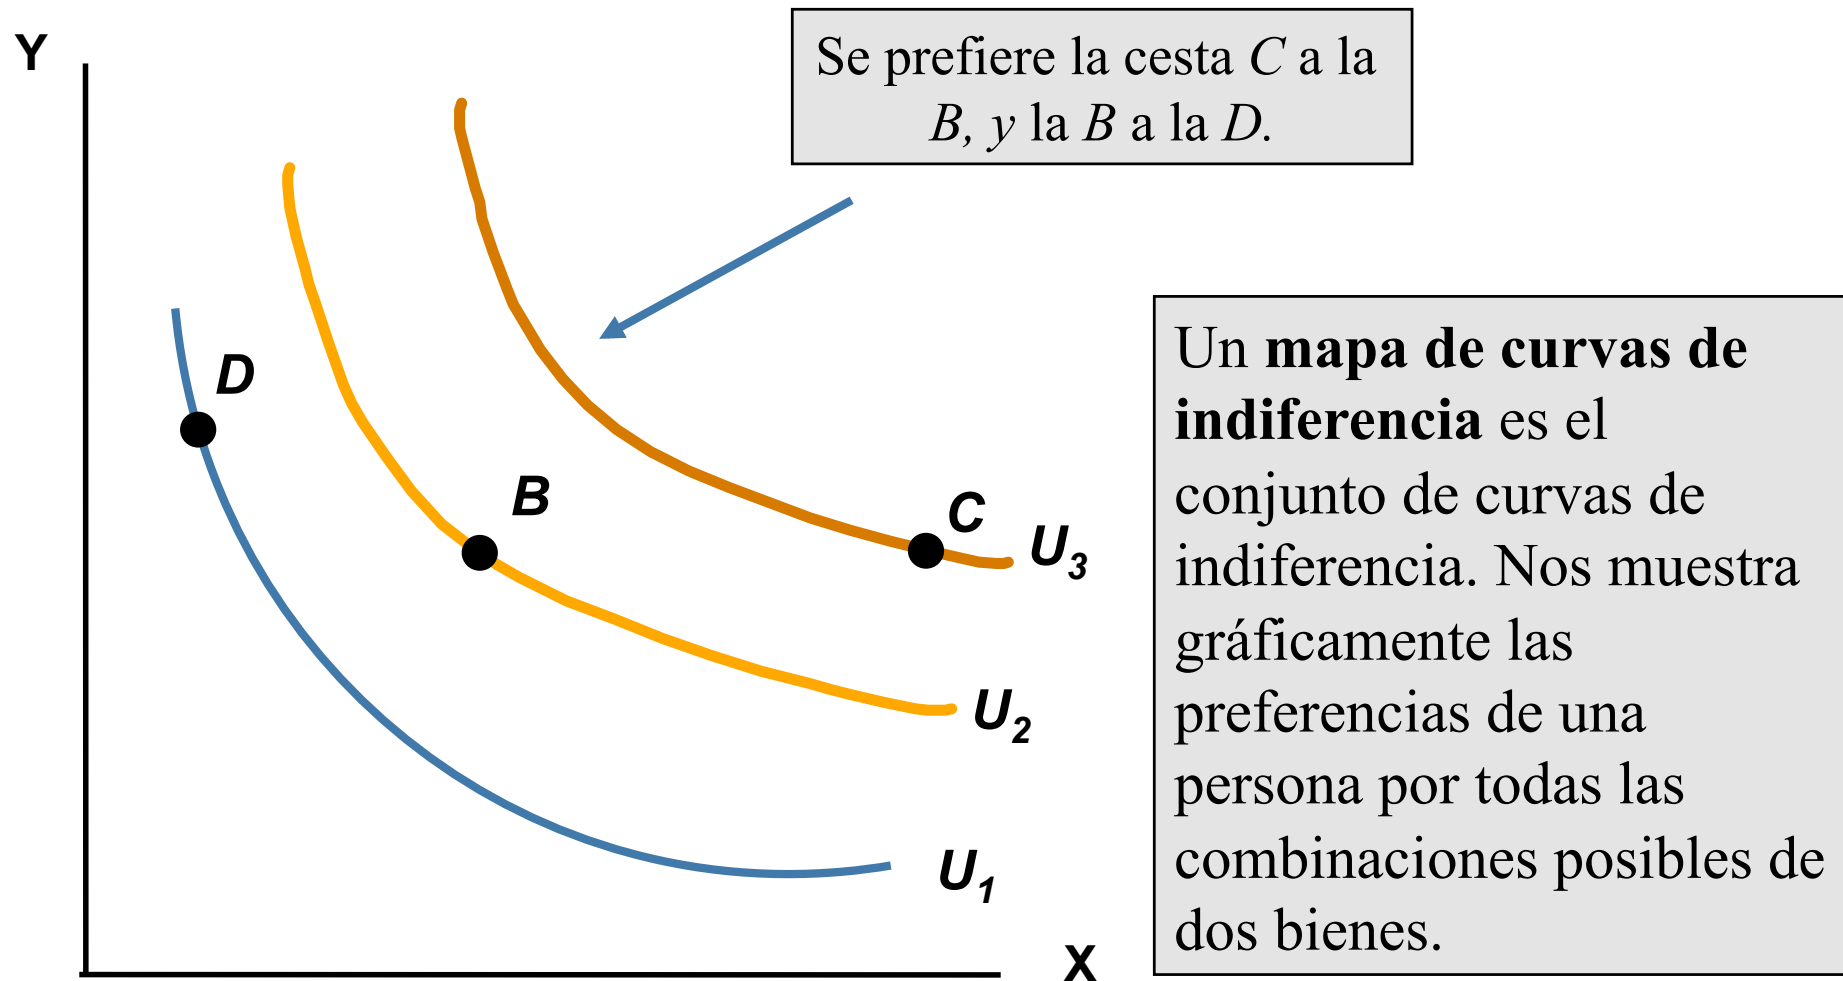 Y
Se prefiere la cesta C a la
B, y la B a la D.
D
B
C
U3
U2
U1
X
Un mapa de curvas de
indiferencia es el
conjunto de curvas de
indiferencia. Nos muestra
gráficamente las
preferencias de una
persona por todas las
combinaciones posibles de
dos bienes.